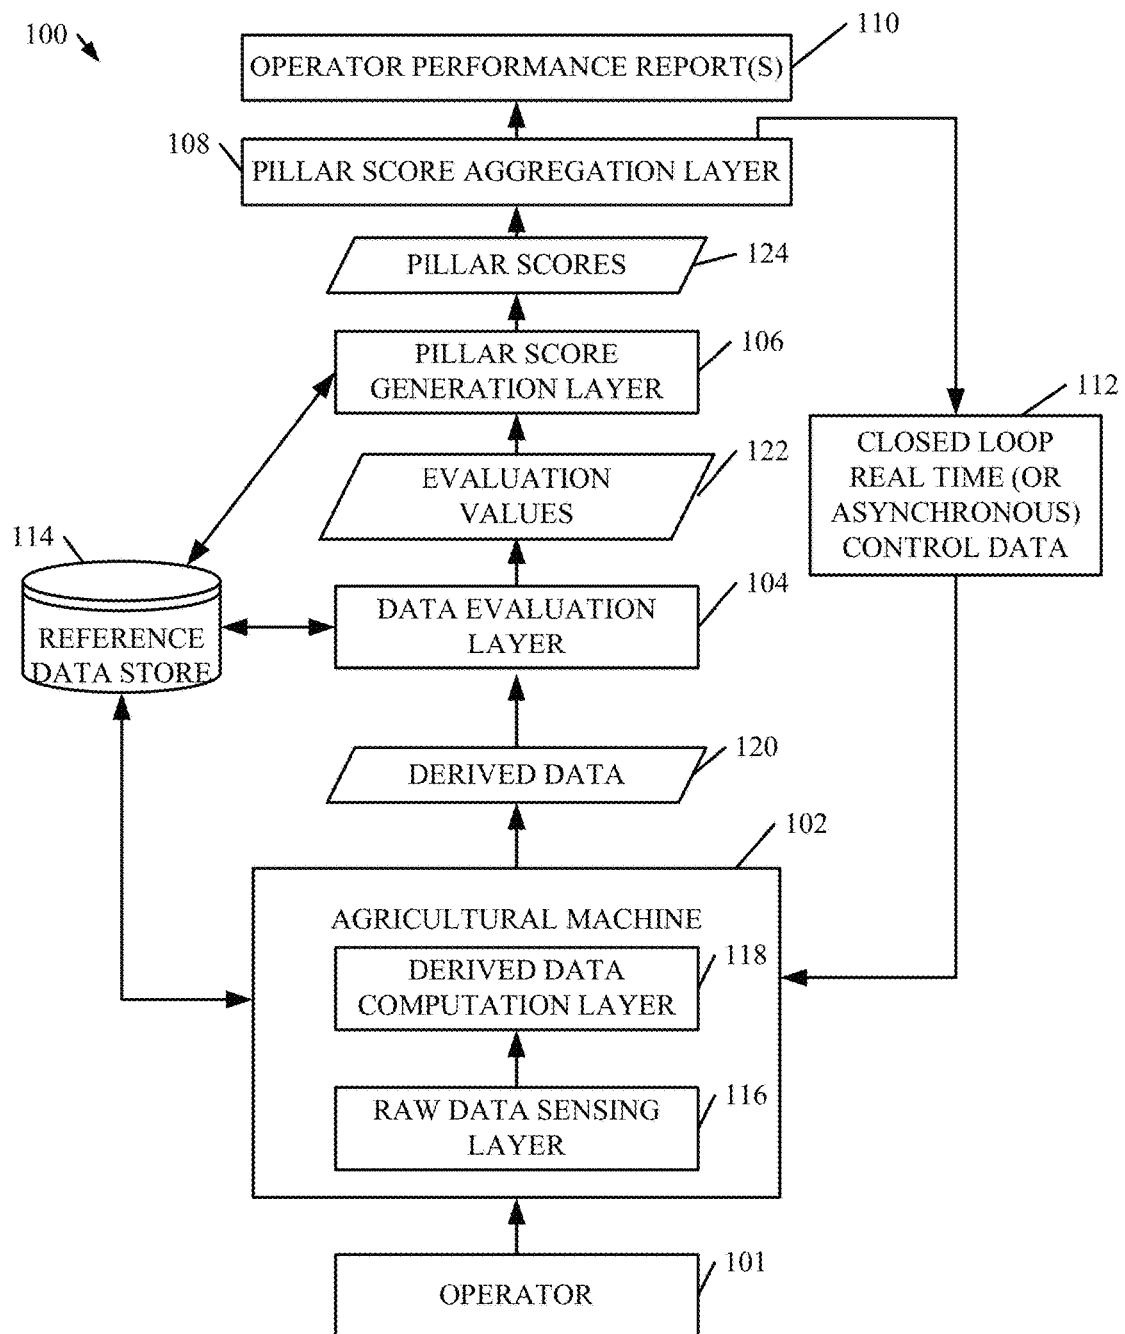 100
110
OPERATOR PERFORMANCE REPORT(S)
108
PILLAR SCORE AGGREGATION LAYER
PILLAR SCORES
124
PILLAR SCORE
GENERATION LAYER
106
112
CLOSED LOOP
REAL TIME (OR
ASYNCHRONOUS)
CONTROL DATA
EVALUATION
VALUES
122
114
REFERENCE
DATA STORE
DATA EVALUATION
LAYER
104
DERIVED DATA
120
102
AGRICULTURAL MACHINE
DERIVED DATA
COMPUTATION LAYER
118
RAW DATA SENSING
LAYER
116
OPERATOR
101